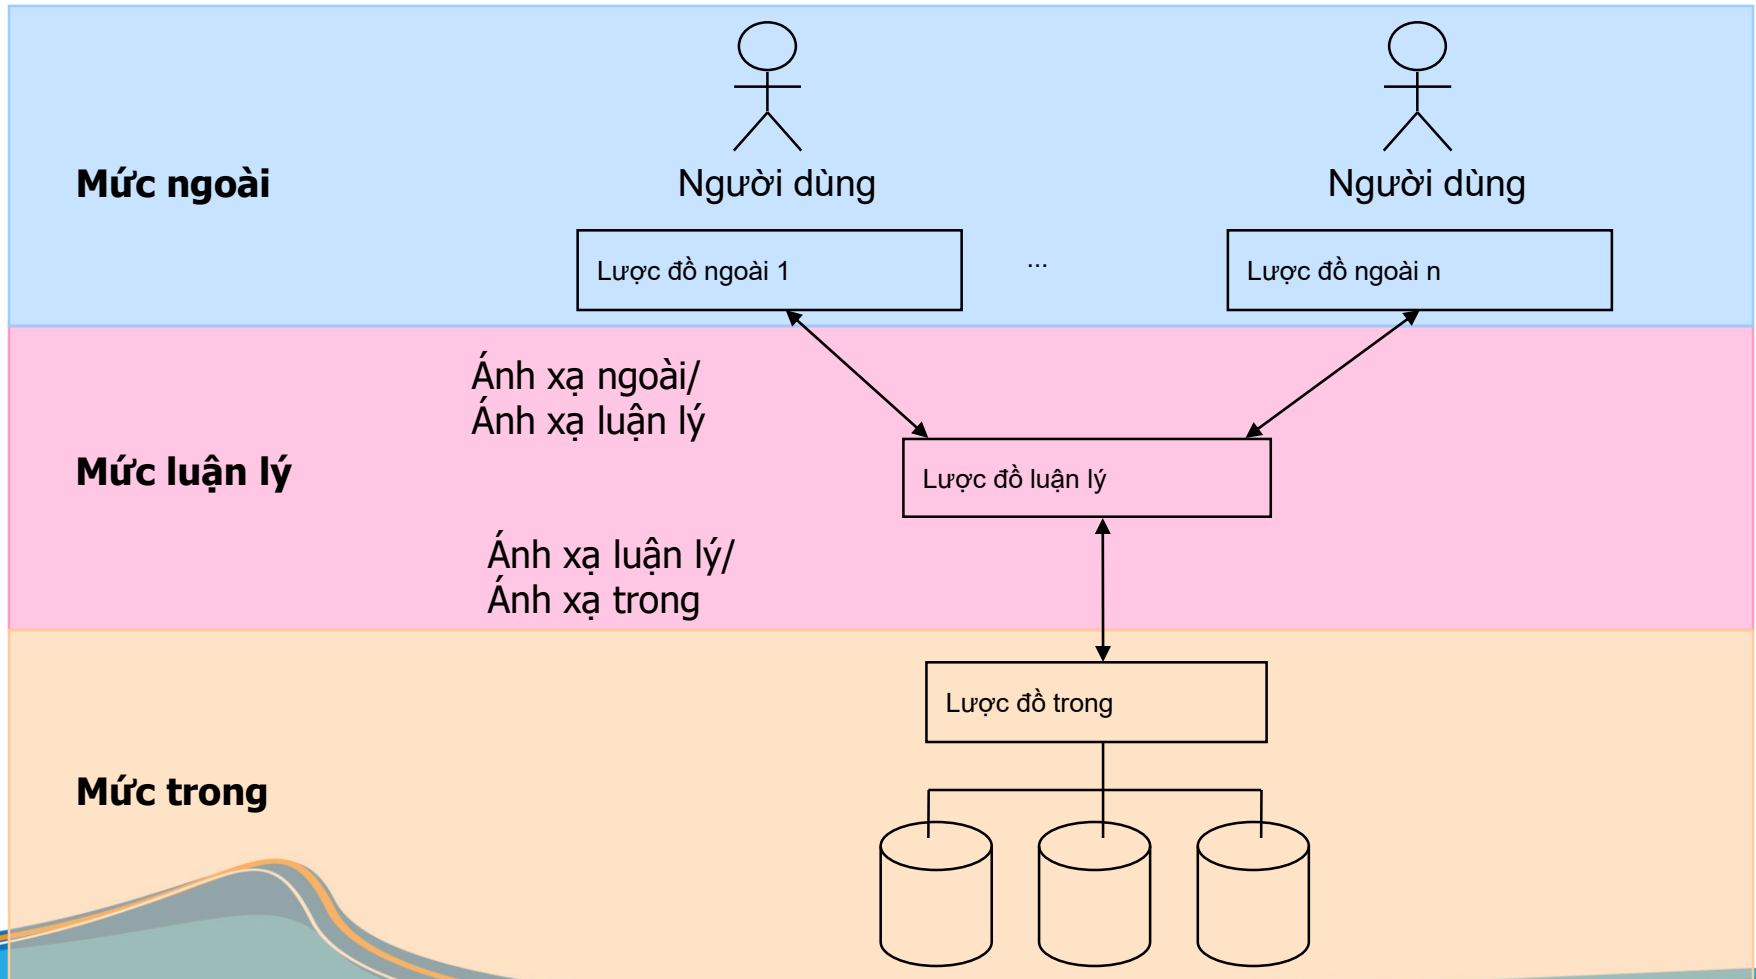 Mức ngoài
Người dùng
Người dùng
Lược đồ ngoài 1
...
Lược đồ ngoài n
Ánh xạ ngoài/
Ánh xạ luận lý
Mức luận lý
Lược đồ luận lý
Ánh xạ luận lý/
Ánh xạ trong
Lược đồ trong
Mức trong